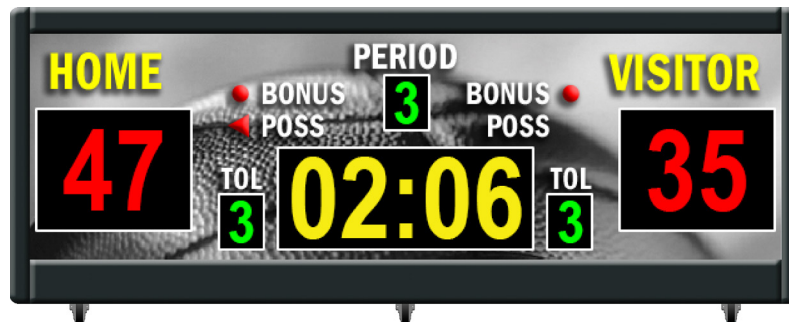 HOME
PERIOD
VISITOR
3
BONUS
BONUS
POSS
POSS
47
35
TOL
TOL
3
02:06
3